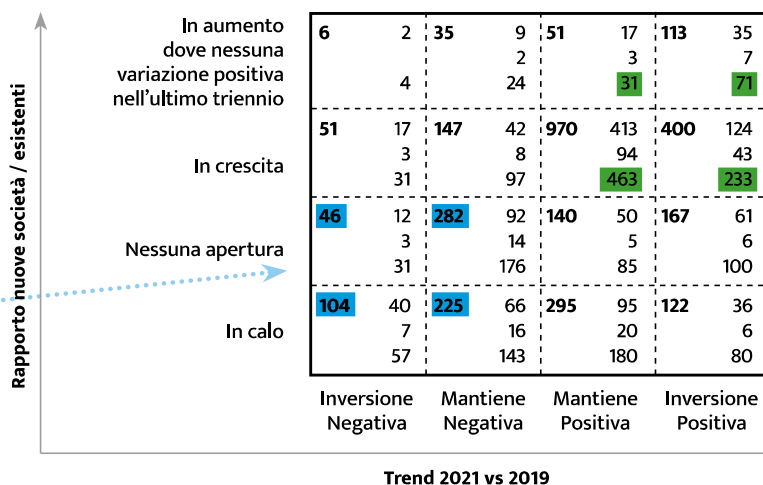 In aumento
dove nessuna
variazione positiva
nell'ultimo triennio
6 2 35 9 51 17 113 35
2 3 7
4 24 31 71
In crescita
51 17 147 42 970 413 400 124
3 8 94 43
31 97 463 233
Nessuna apertura
46 12 282 92 140 50 167 61
3 14 5 6
31 176 85 100
In calo
104 40 225 66 295 95 122 36
7 16 20 6
57 143 180 80
Inversione Mantiene Mantiene Inversione
Negativa Negativa Positiva Positiva
Trend 2021 vs 2019
Rapporto nuove società / esistenti